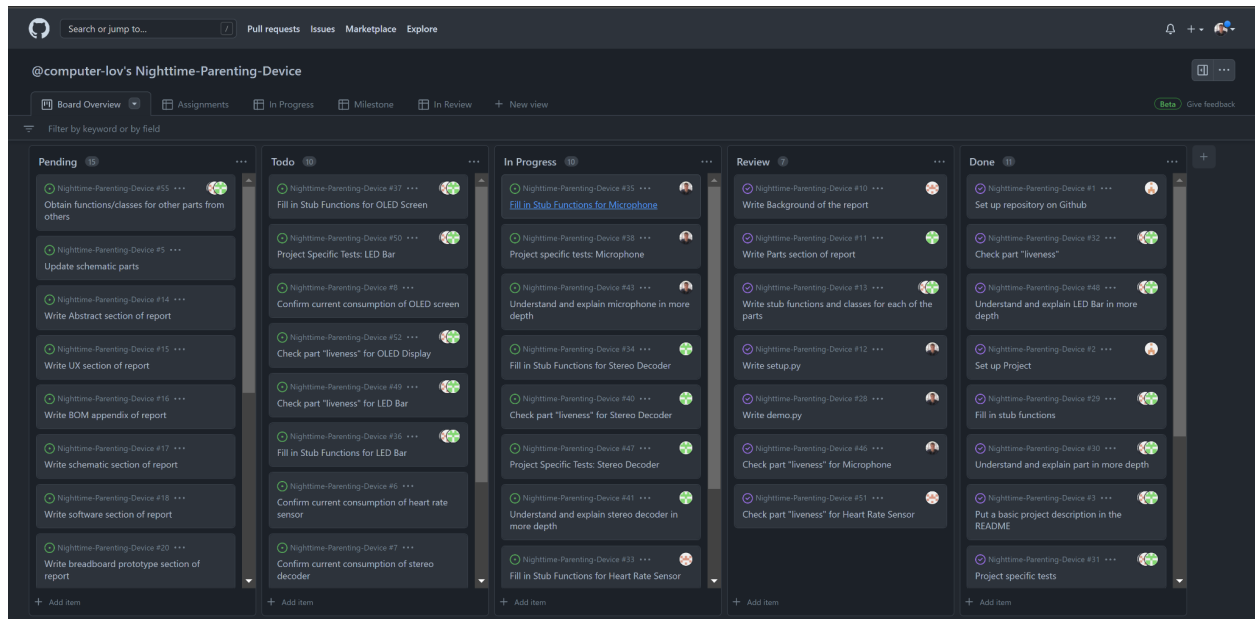 Search or jump to... / Pull requests Issues Marketplace Explore
@computer-lov's Nighttime-Parenting-Device
Board Overview Assignments In Progress Milestone In Review + New view Beta Give feedback
Filter by keyword or by field
Pending 15
Nighttime-Parenting-Device #55
Obtain functions/classes for other parts from
others
Nighttime-Parenting-Device #5
Update schematic parts
Nighttime-Parenting-Device #14
Write Abstract section of report
Nighttime-Parenting-Device #15
Write UX section of report
Nighttime-Parenting-Device #16
Write BOM appendix of report
Nighttime-Parenting-Device #17
Write schematic section of report
Nighttime-Parenting-Device #18
Write software section of report
Nighttime-Parenting-Device #20
Write breadboard prototype section of
report
+ Add item
Todo 10
Nighttime-Parenting-Device #37
Fill in Stub Functions for OLED Screen
Nighttime-Parenting-Device #50
Project Specific Tests: LED Bar
Nighttime-Parenting-Device #8
Confirm current consumption of OLED screen
Nighttime-Parenting-Device #52
Check part "liveness" for OLED Display
Nighttime-Parenting-Device #49
Check part "liveness" for LED Bar
Nighttime-Parenting-Device #36
Fill in Stub Functions for LED Bar
Nighttime-Parenting-Device #6
Confirm current consumption of heart rate
sensor
Nighttime-Parenting-Device #7
Confirm current consumption of stereo
decoder
+ Add item
In Progress 10
Nighttime-Parenting-Device #35
Fill in Stub Functions for Microphone
Nighttime-Parenting-Device #38
Project specific tests: Microphone
Nighttime-Parenting-Device #43
Understand and explain microphone in more
depth
Nighttime-Parenting-Device #34
Fill in Stub Functions for Stereo Decoder
Nighttime-Parenting-Device #40
Check part "liveness" for Stereo Decoder
Nighttime-Parenting-Device #47
Project Specific Tests: Stereo Decoder
Nighttime-Parenting-Device #41
Understand and explain stereo decoder in
more depth
Nighttime-Parenting-Device #33
Fill in Stub Functions for Heart Rate Sensor
+ Add item
Review 7
Nighttime-Parenting-Device #10
Write Background of the report
Nighttime-Parenting-Device #11
Write Parts section of report
Nighttime-Parenting-Device #13
Write stub functions and classes for each of the
parts
Nighttime-Parenting-Device #12
Write setup.py
Nighttime-Parenting-Device #28
Write demo.py
Nighttime-Parenting-Device #46
Check part "liveness" for Microphone
Nighttime-Parenting-Device #51
Check part "liveness" for Heart Rate Sensor
+ Add item
Done 11
Nighttime-Parenting-Device #1
Set up repository on Github
Nighttime-Parenting-Device #32
Check part "liveness"
Nighttime-Parenting-Device #48
Understand and explain LED Bar in more
depth
Nighttime-Parenting-Device #2
Set up Project
Nighttime-Parenting-Device #29
Fill in stub functions
Nighttime-Parenting-Device #30
Understand and explain part in more depth
Nighttime-Parenting-Device #3
Put a basic project description in the
README
Nighttime-Parenting-Device #31
Project specific tests
+ Add item